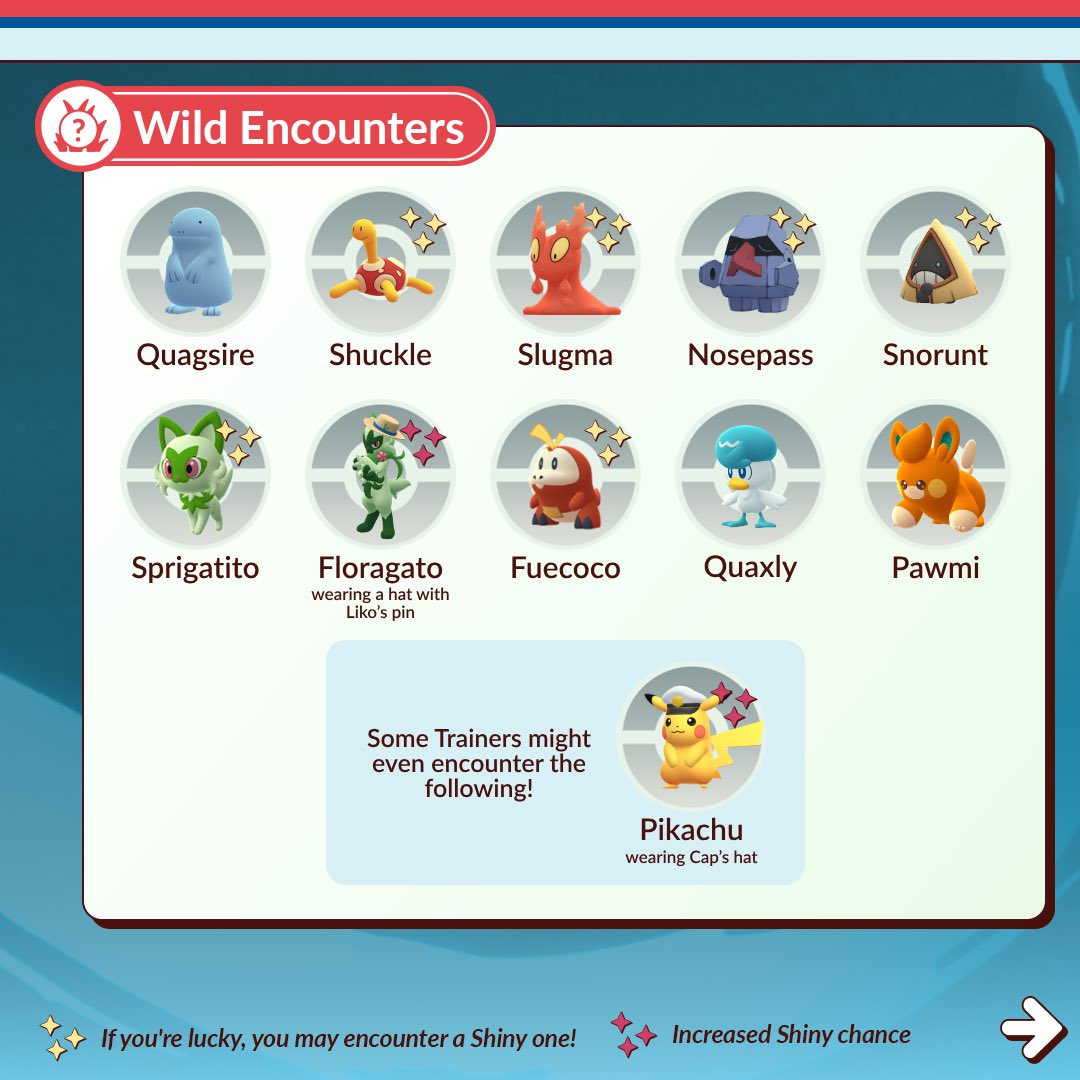 ?
Wild Encounters
Quagsire
Shuckle
Slugma
Nosepass
Snorunt
Sprigatito
Floragato
wearing a hat with
Liko's pin
Fuecoco
Quaxly
Pawmi
Some Trainers might
even encounter the
following!
Pikachu
wearing Cap's hat
If you're lucky, you may encounter a Shiny one!
Increased Shiny chance